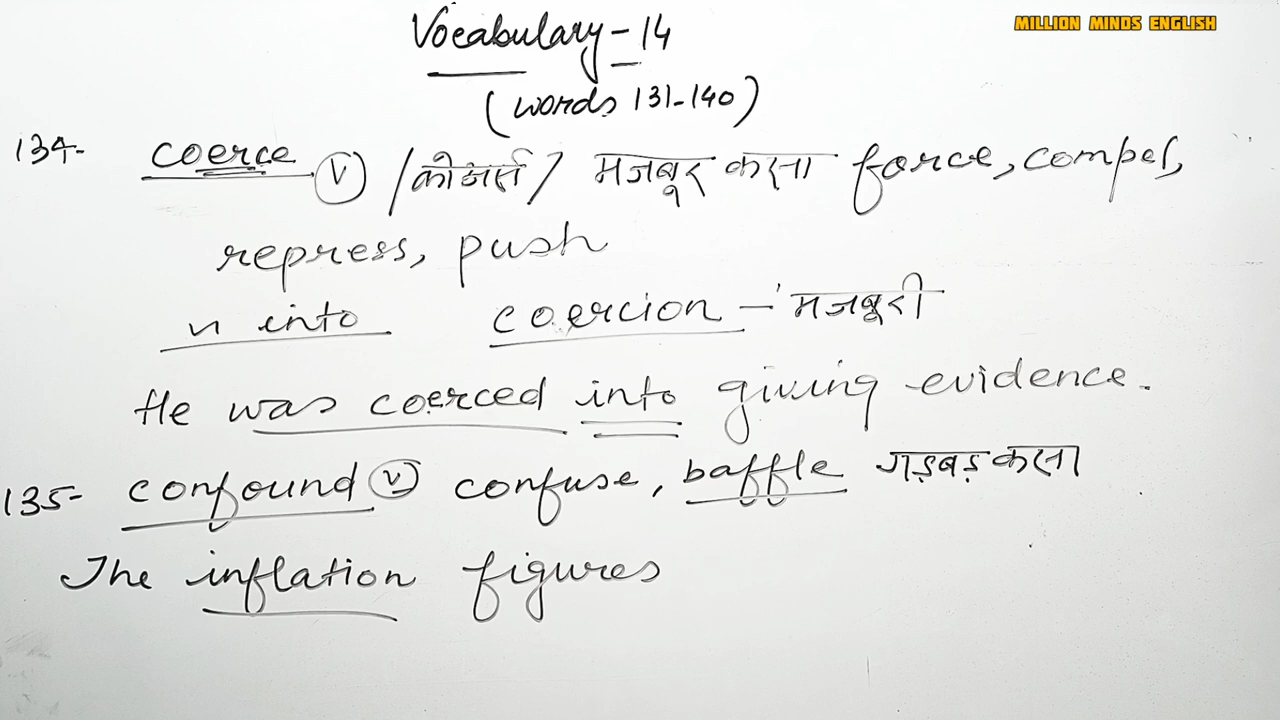 MILLION MINDS ENGLISH
Vocabulary-14
(words 131-140)
134- coerce (v) /कोअर्स/ मजबूर करना force, compel,
repress, push
n into coercion - मजबूरी
He was coerced into giving evidence.
135- confound (v) confuse, baffle गड़बड़ करना
The inflation figures